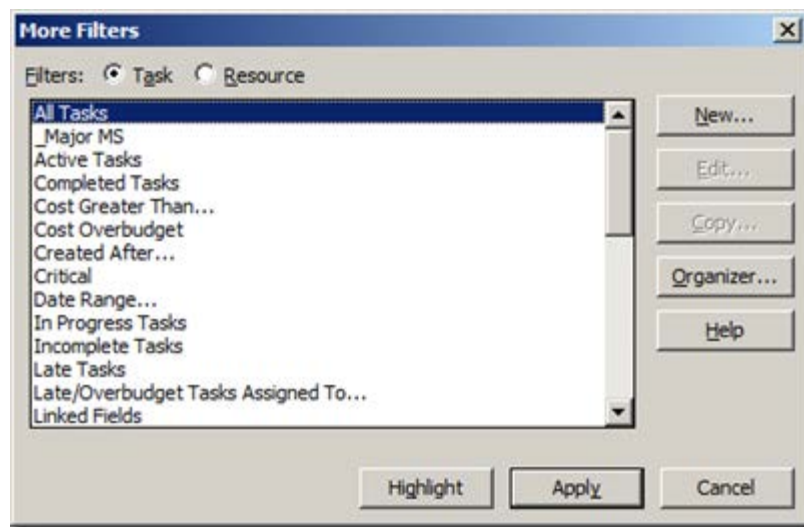 More Filters
Filters: Task Resource
All Tasks
_Major MS
Active Tasks
Completed Tasks
Cost Greater Than...
Cost Overbudget
Created After...
Critical
Date Range...
In Progress Tasks
Incomplete Tasks
Late Tasks
Late/Overbudget Tasks Assigned To...
Linked Fields
New...
Edit...
Copy...
Organizer...
Help
Highlight Apply Cancel